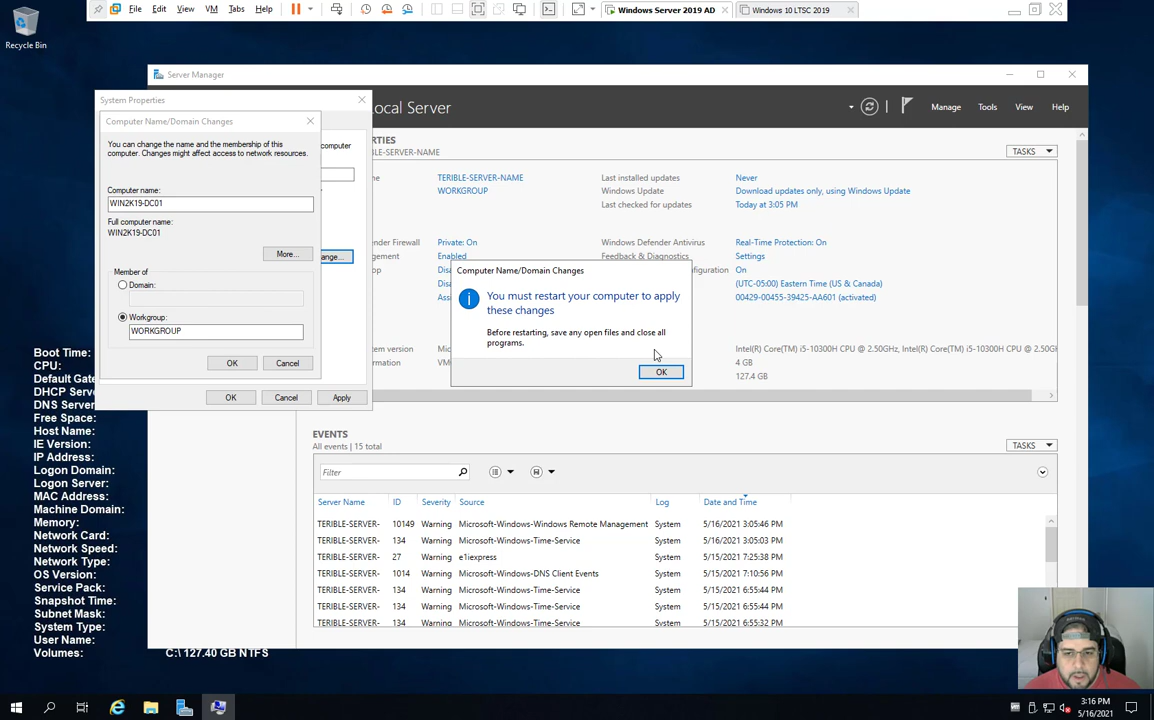 File Edit View VM Tabs Help
Windows Server 2019 AD
Windows 10 LTSC 2019
Recycle Bin
Server Manager
System Properties
Local Server
Manage Tools View Help
Computer Name/Domain Changes
You can change the name and the membership of this
computer. Changes might affect access to network resources.
Computer name:
WIN2K19-DC01
Full computer name:
WIN2K19-DC01
More...
Member of
Domain:
Workgroup:
WORKGROUP
OK Cancel
OK Cancel Apply
computer
ange...
PERTIES
TERIBLE-SERVER-NAME
TASKS
me TERIBLE-SERVER-NAME
WORKGROUP
Last installed updates Never
Windows Update Download updates only, using Windows Update
Last checked for updates Today at 3:05 PM
ender Firewall Private: On
agement Enabled
Windows Defender Antivirus Real-Time Protection: On
Feedback & Diagnostics Settings
op Disa
On
Disa
(UTC-05:00) Eastern Time (US & Canada)
Ass
00429-00455-39425-AA601 (activated)
Computer Name/Domain Changes
You must restart your computer to apply
these changes
Before restarting, save any open files and close all
programs.
OK
stem version Mic
Intel(R) Core(TM) i5-10300H CPU @ 2.50GHz, Intel(R) Core(TM) i5-10300H CPU @ 2.50G
ormation VM
4 GB
127.4 GB
EVENTS
All events | 15 total
TASKS
Filter
Server Name ID Severity Source Log Date and Time
TERIBLE-SERVER- 10149 Warning Microsoft-Windows-Windows Remote Management System 5/16/2021 3:05:46 PM
TERIBLE-SERVER- 134 Warning Microsoft-Windows-Time-Service System 5/16/2021 3:05:03 PM
TERIBLE-SERVER- 27 Warning e1iexpress System 5/15/2021 7:25:38 PM
TERIBLE-SERVER- 1014 Warning Microsoft-Windows-DNS Client Events System 5/15/2021 7:10:56 PM
TERIBLE-SERVER- 134 Warning Microsoft-Windows-Time-Service System 5/15/2021 6:55:44 PM
TERIBLE-SERVER- 134 Warning Microsoft-Windows-Time-Service System 5/15/2021 6:55:44 PM
TERIBLE-SERVER- 134 Warning Microsoft-Windows-Time-Service System 5/15/2021 6:55:32 PM
Boot Time:
CPU:
Default Gate
DHCP Serve
DNS Server
Free Space:
Host Name:
IE Version:
IP Address:
Logon Domain:
Logon Server:
MAC Address:
Machine Domain:
Memory:
Network Card:
Network Speed:
Network Type:
OS Version:
Service Pack:
Snapshot Time:
Subnet Mask:
System Type:
User Name:
Volumes: C:\ 127.40 GB NTFS
3:16 PM
5/16/2021